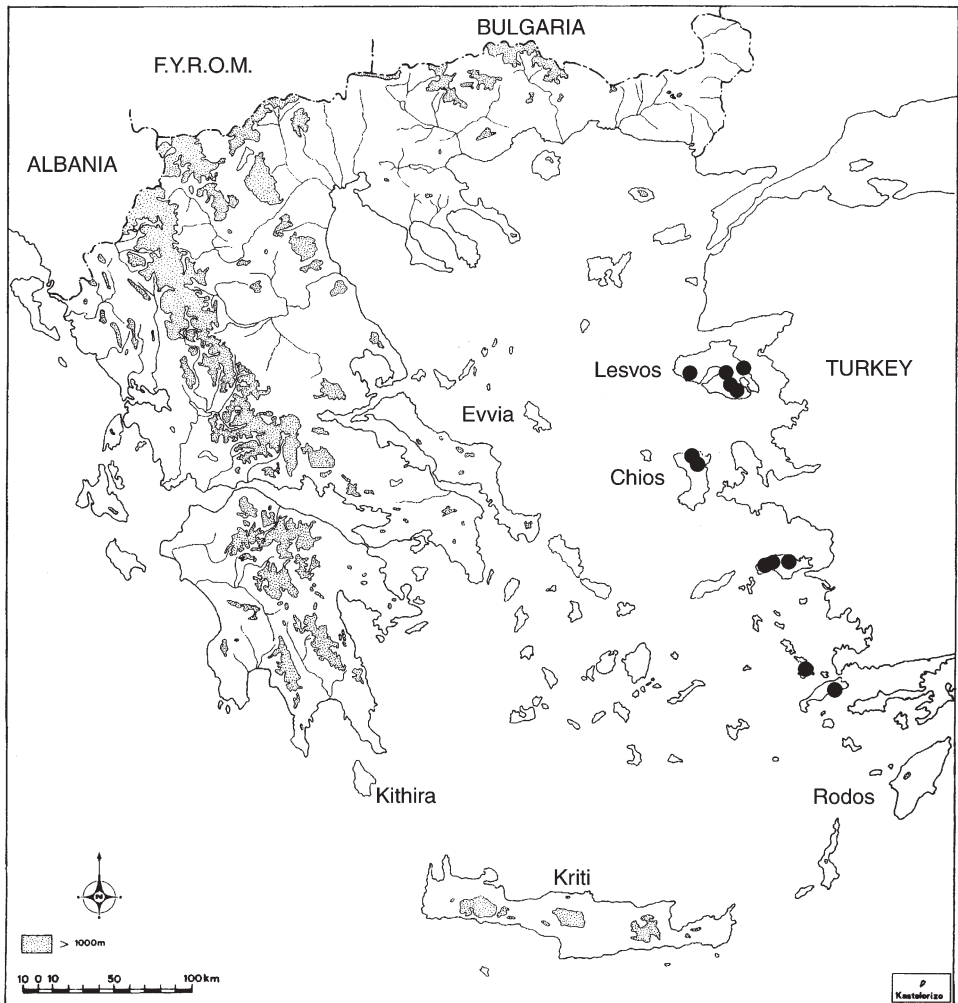 BULGARIA
F.Y.R.O.M.
ALBANIA
Lesvos
TURKEY
Evvia
Chios
Kithira
Rodos
Kriti
N
> 1000m
10 0 10 50 100km
Kastelorizo